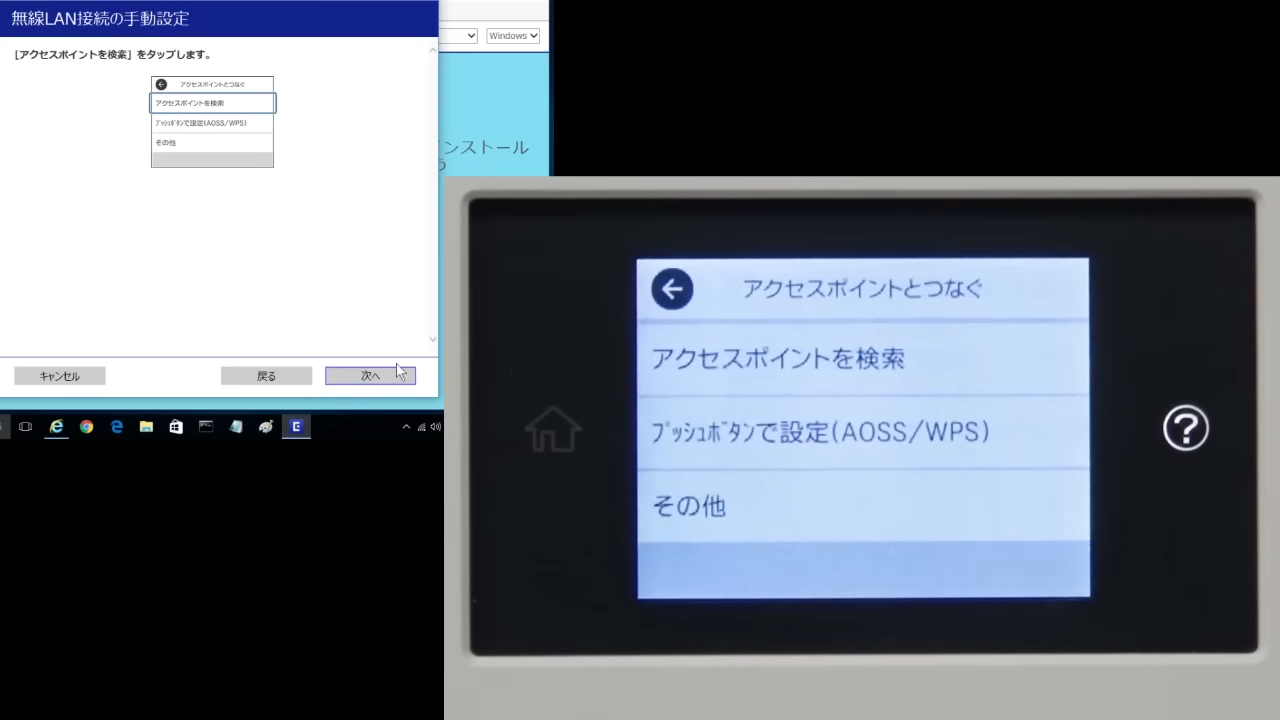 無線LAN接続の手動設定
[アクセスポイントを検索] をタップします。
アクセスポイントとつなぐ
アクセスポイントを検索
ﾌﾟｯｼｭﾎﾞﾀﾝで設定(AOSS/WPS)
その他
キャンセル
戻る
次へ
Windows
ンストール
う
アクセスポイントとつなぐ
アクセスポイントを検索
ﾌﾟｯｼｭﾎﾞﾀﾝで設定(AOSS/WPS)
その他
?